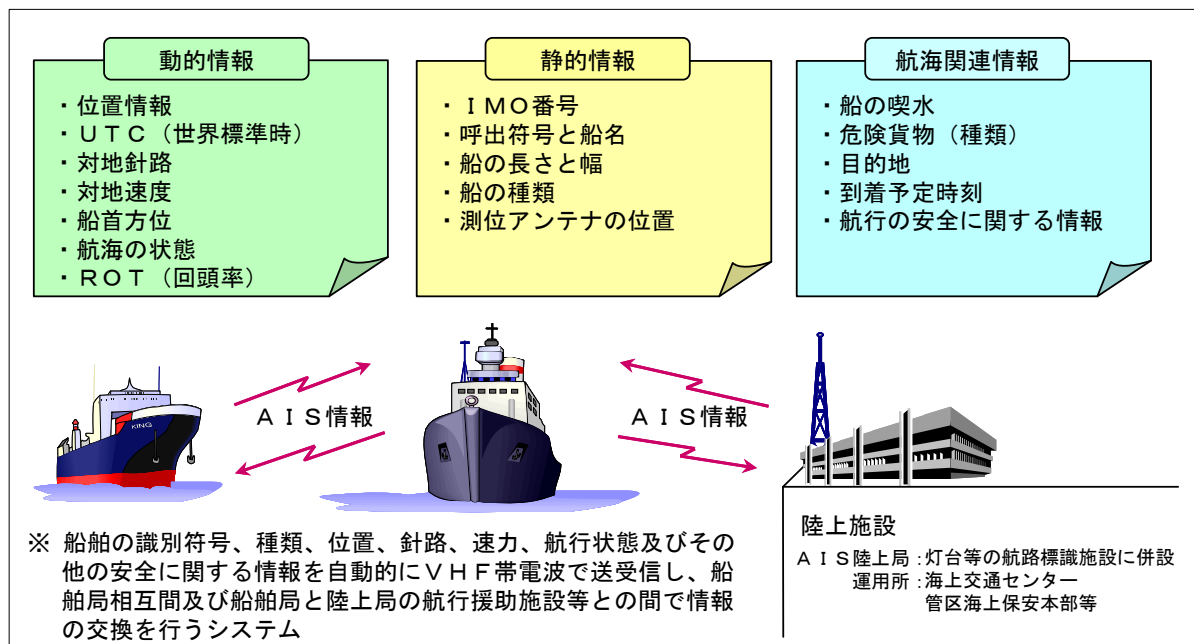 動的情報
・位置情報
・ＵＴＣ（世界標準時）
・対地針路
・対地速度
・船首方位
・航海の状態
・ＲＯＴ（回頭率）
静的情報
・ＩＭＯ番号
・呼出符号と船名
・船の長さと幅
・船の種類
・測位アンテナの位置
航海関連情報
・船の喫水
・危険貨物（種類）
・目的地
・到着予定時刻
・航行の安全に関する情報
ＡＩＳ情報
ＡＩＳ情報
KING
陸上施設
ＡＩＳ陸上局：灯台等の航路標識施設に併設
運用所：海上交通センター
管区海上保安本部等
※ 船舶の識別符号、種類、位置、針路、速力、航行状態及びその
他の安全に関する情報を自動的にＶＨＦ帯電波で送受信し、船
舶局相互間及び船舶局と陸上局の航行援助施設等との間で情報
の交換を行うシステム